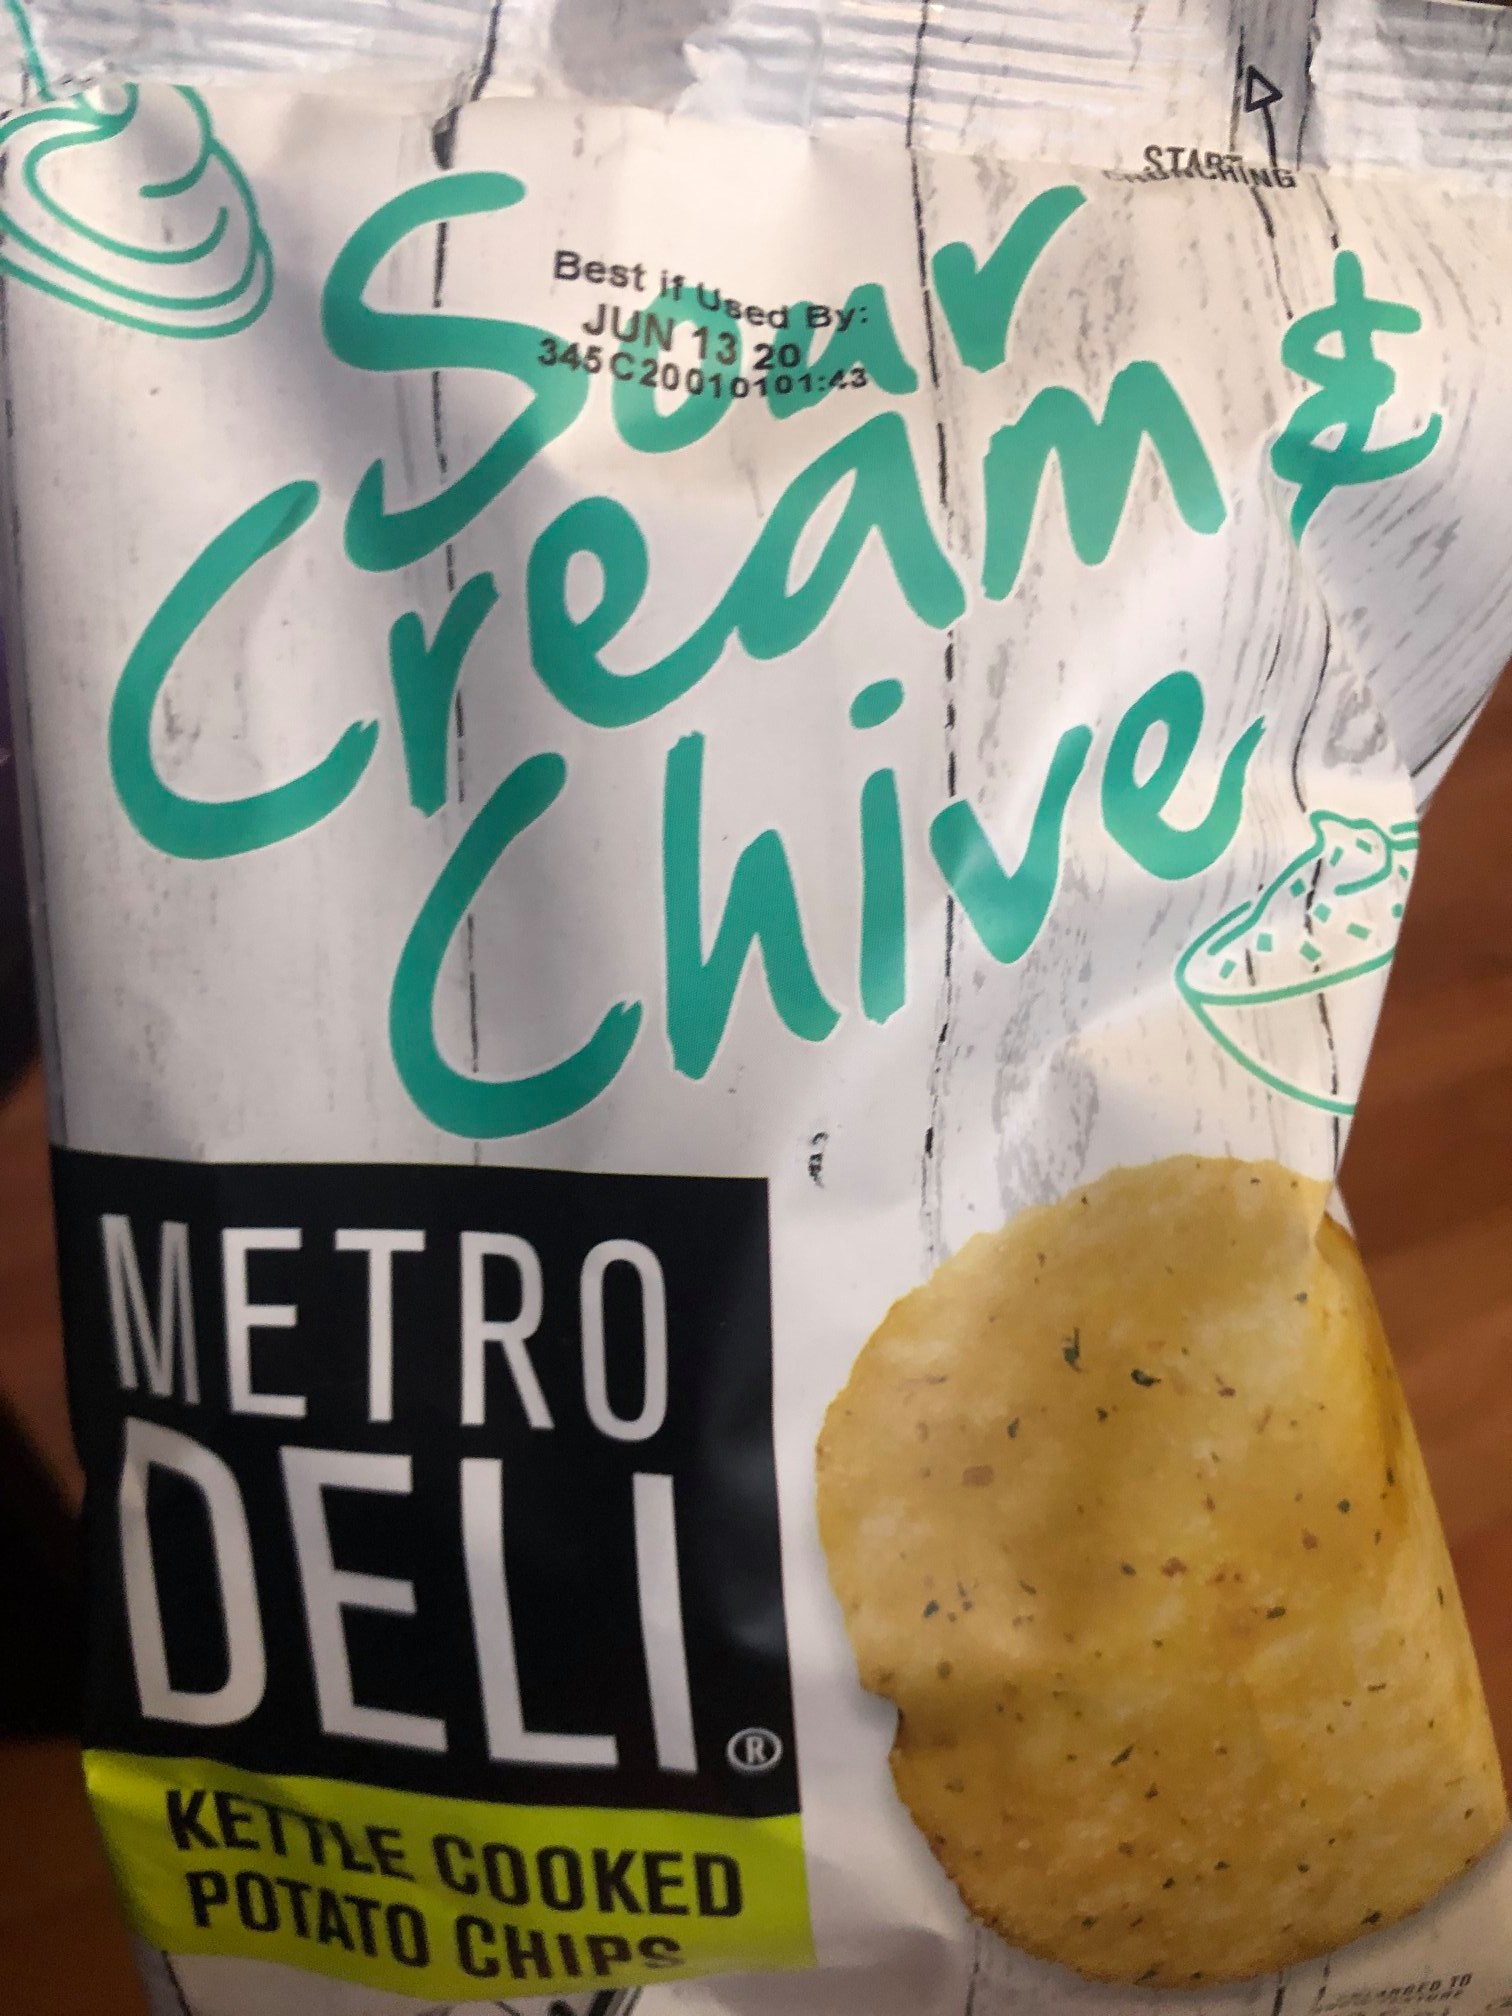 START
Best if Used By:
JUN 13 20
345C20010101:43
Sour
Cream &
Chive
METRO
DELI®
KETTLE COOKED
POTATO CHIPS